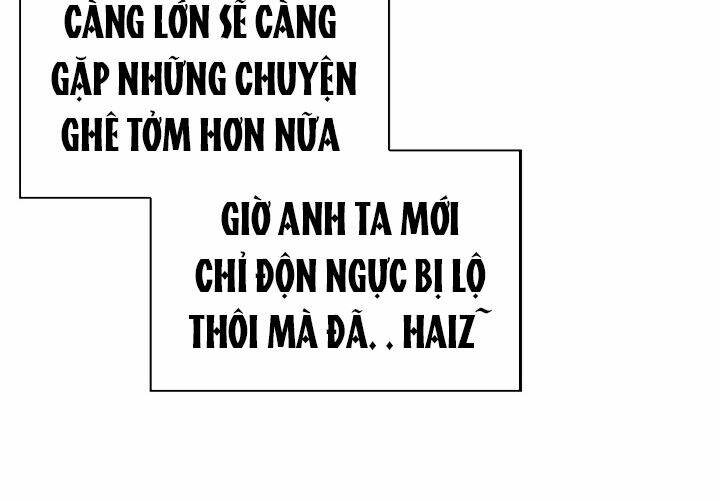 CÀNG LỚN SẼ CÀNG
GẶP NHỮNG CHUYỆN
GHÊ TỞM HƠN NỮA
GIỜ ANH TA MỚI
CHỈ ĐỘN NGỰC BỊ LỘ
THÔI MÀ ĐÃ. . HAIZ~